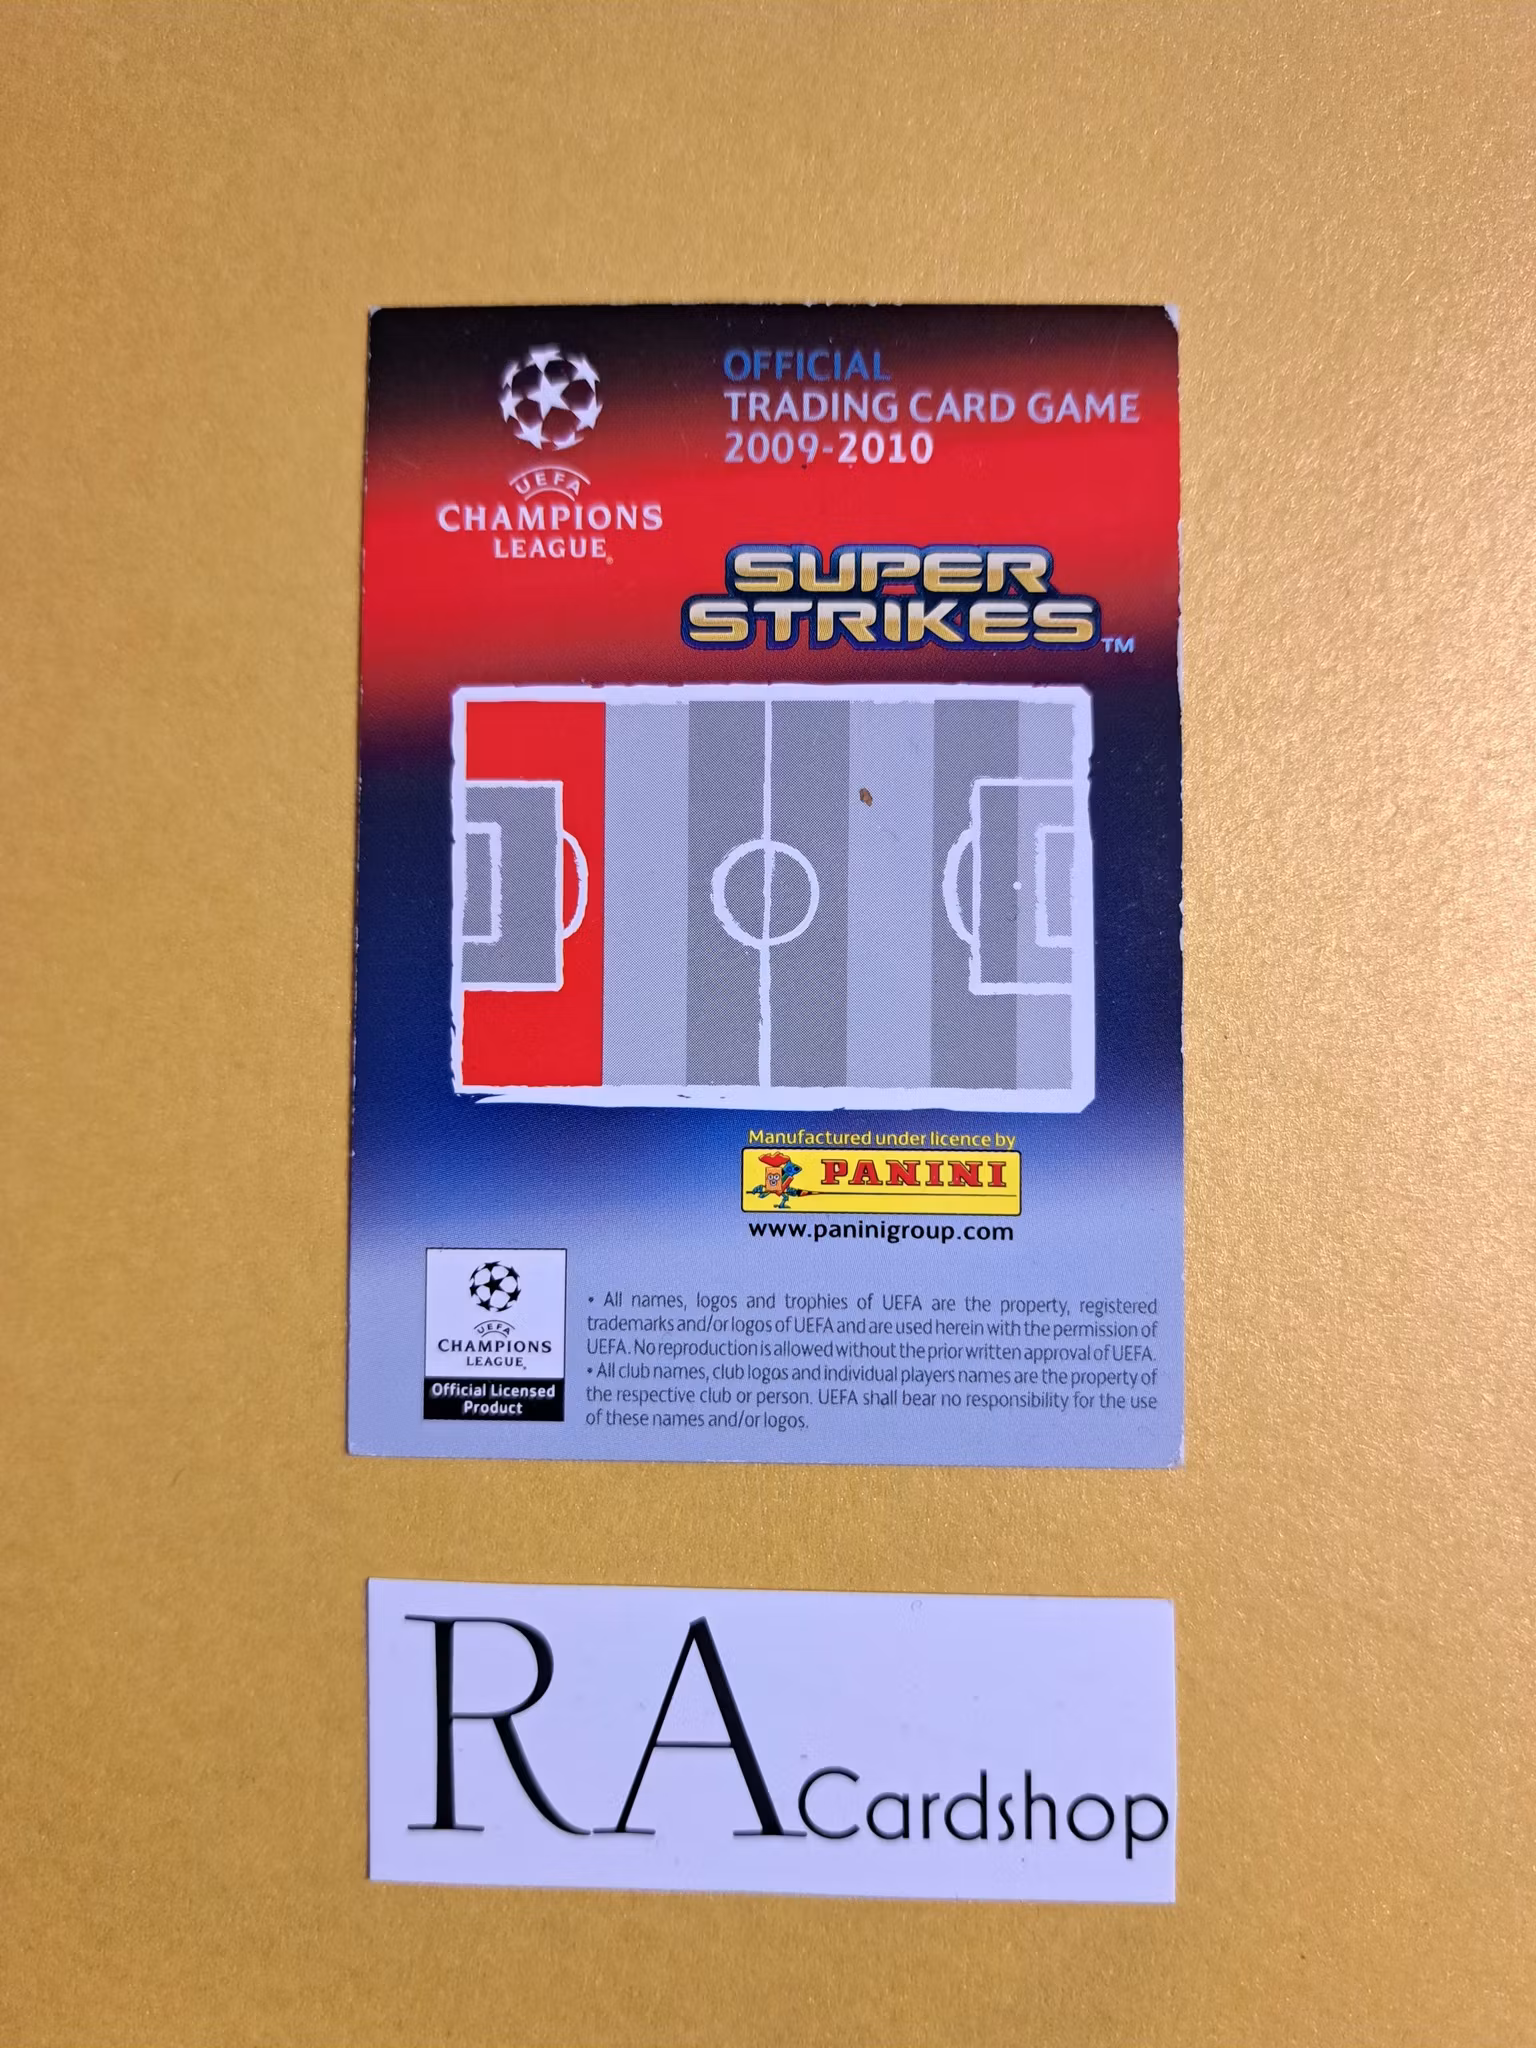 OFFICIAL
TRADING CARD GAME
2009-2010
UEFA
CHAMPIONS
LEAGUE®
SUPER
STRIKES™
Manufactured under licence by
PANINI
www.paninigroup.com
UEFA
CHAMPIONS
LEAGUE
Official Licensed
Product
• All names, logos and trophies of UEFA are the property, registered
trademarks and/or logos of UEFA and are used herein with the permission of
UEFA. No reproduction is allowed without the prior written approval of UEFA.
• All club names, club logos and individual players names are the property of
the respective club or person. UEFA shall bear no responsibility for the use
of these names and/or logos.
RA Cardshop